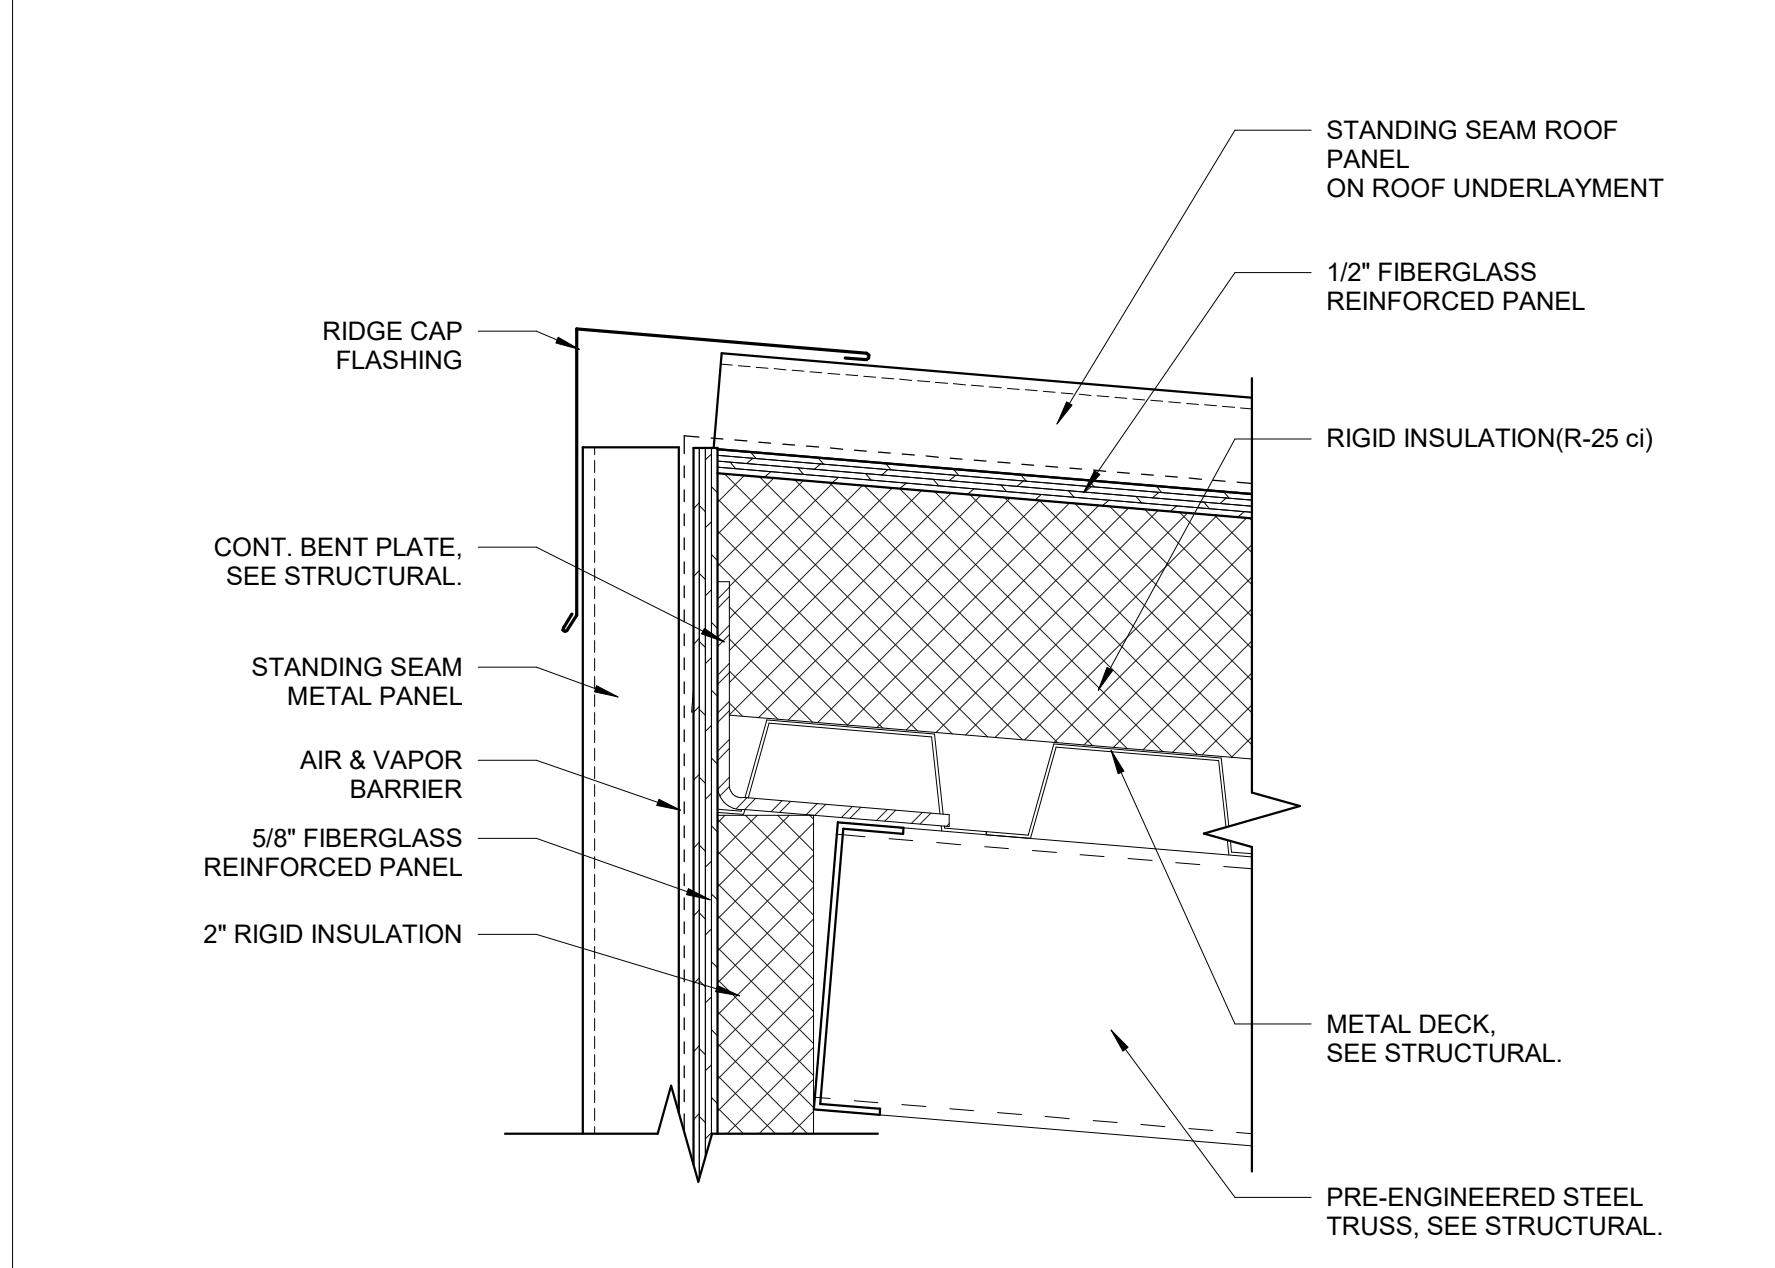 STANDING SEAM ROOF
PANEL
ON ROOF UNDERLAYMENT
1/2" FIBERGLASS
REINFORCED PANEL
RIDGE CAP
FLASHING
RIGID INSULATION(R-25 ci)
CONT. BENT PLATE,
SEE STRUCTURAL.
STANDING SEAM
METAL PANEL
AIR & VAPOR
BARRIER
5/8" FIBERGLASS
REINFORCED PANEL
2" RIGID INSULATION
METAL DECK,
SEE STRUCTURAL.
PRE-ENGINEERED STEEL
TRUSS, SEE STRUCTURAL.